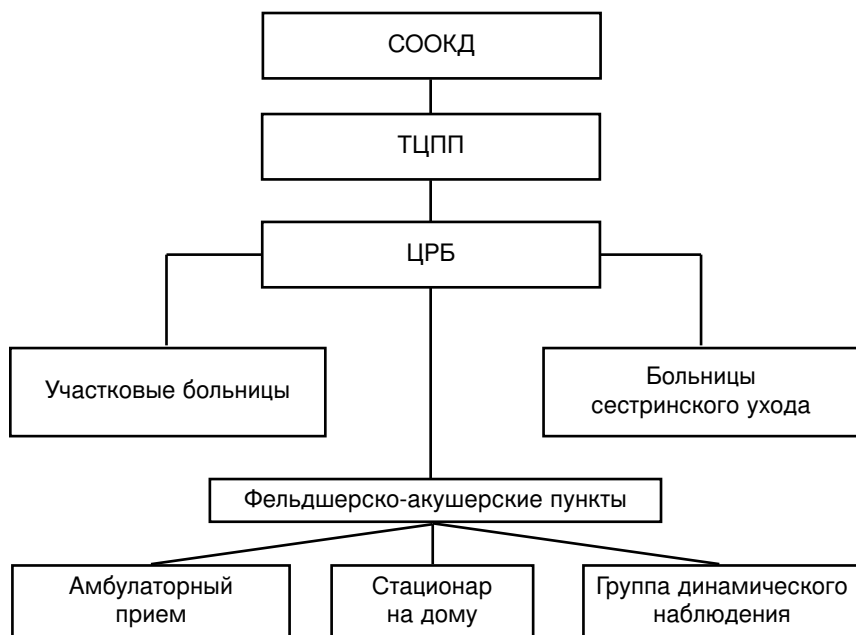 СООКД
ТЦПП
ЦРБ
Участковые больницы
Больницы
сестринского ухода
Фельдшерско-акушерские пункты
Амбулаторный
прием
Стационар
на дому
Группа динамического
наблюдения